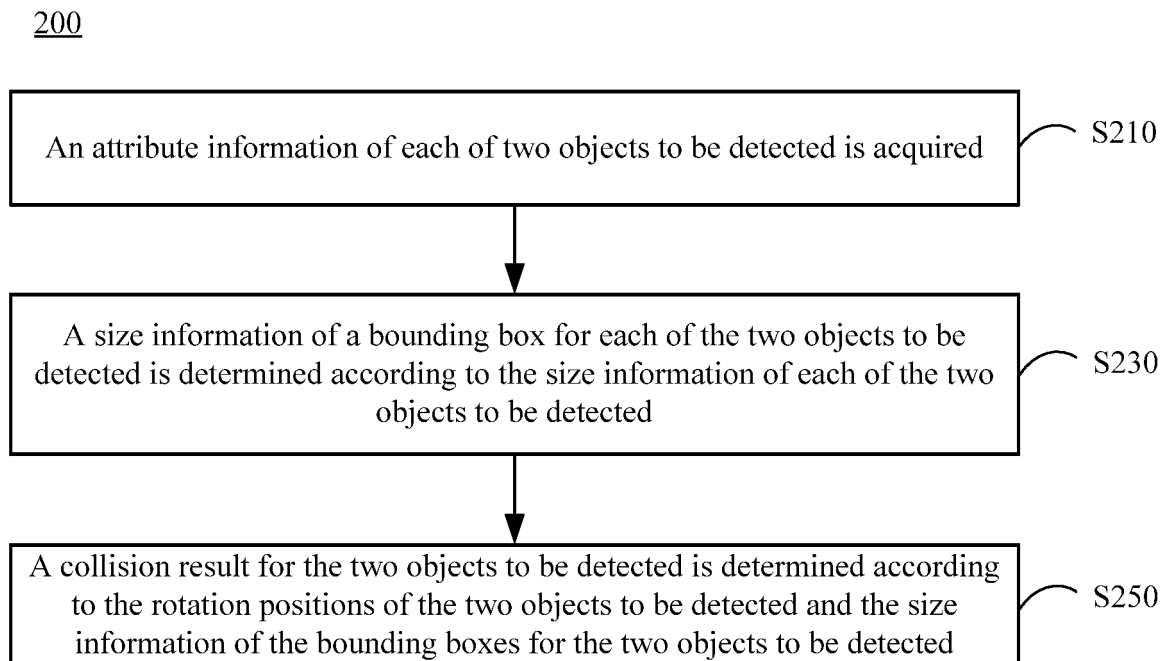 200
An attribute information of each of two objects to be detected is acquired
S210
A size information of a bounding box for each of the two objects to be
detected is determined according to the size information of each of the two
objects to be detected
S230
A collision result for the two objects to be detected is determined according
to the rotation positions of the two objects to be detected and the size
information of the bounding boxes for the two objects to be detected
S250